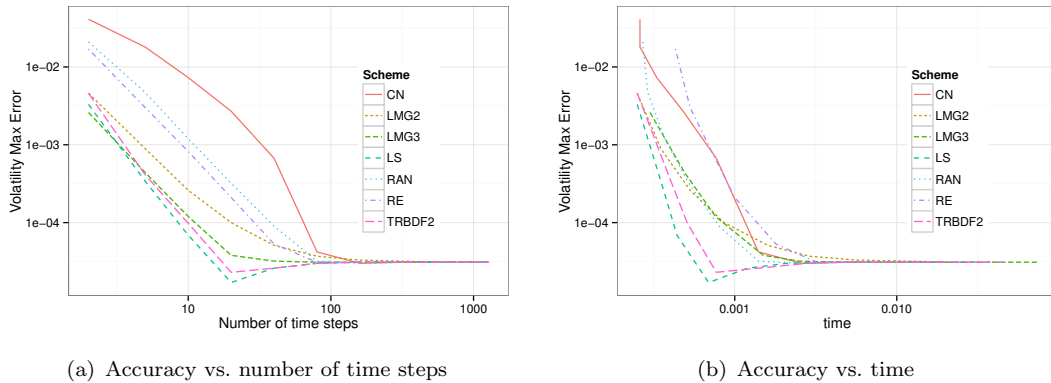 Volatility Max Error
1e−02
1e−03
1e−04
10
100
1000
Number of time steps
Scheme
CN
LMG2
LMG3
LS
RAN
RE
TRBDF2
(a) Accuracy vs. number of time steps
Volatility Max Error
1e−02
1e−03
1e−04
0.001
0.010
time
Scheme
CN
LMG2
LMG3
LS
RAN
RE
TRBDF2
(b) Accuracy vs. time